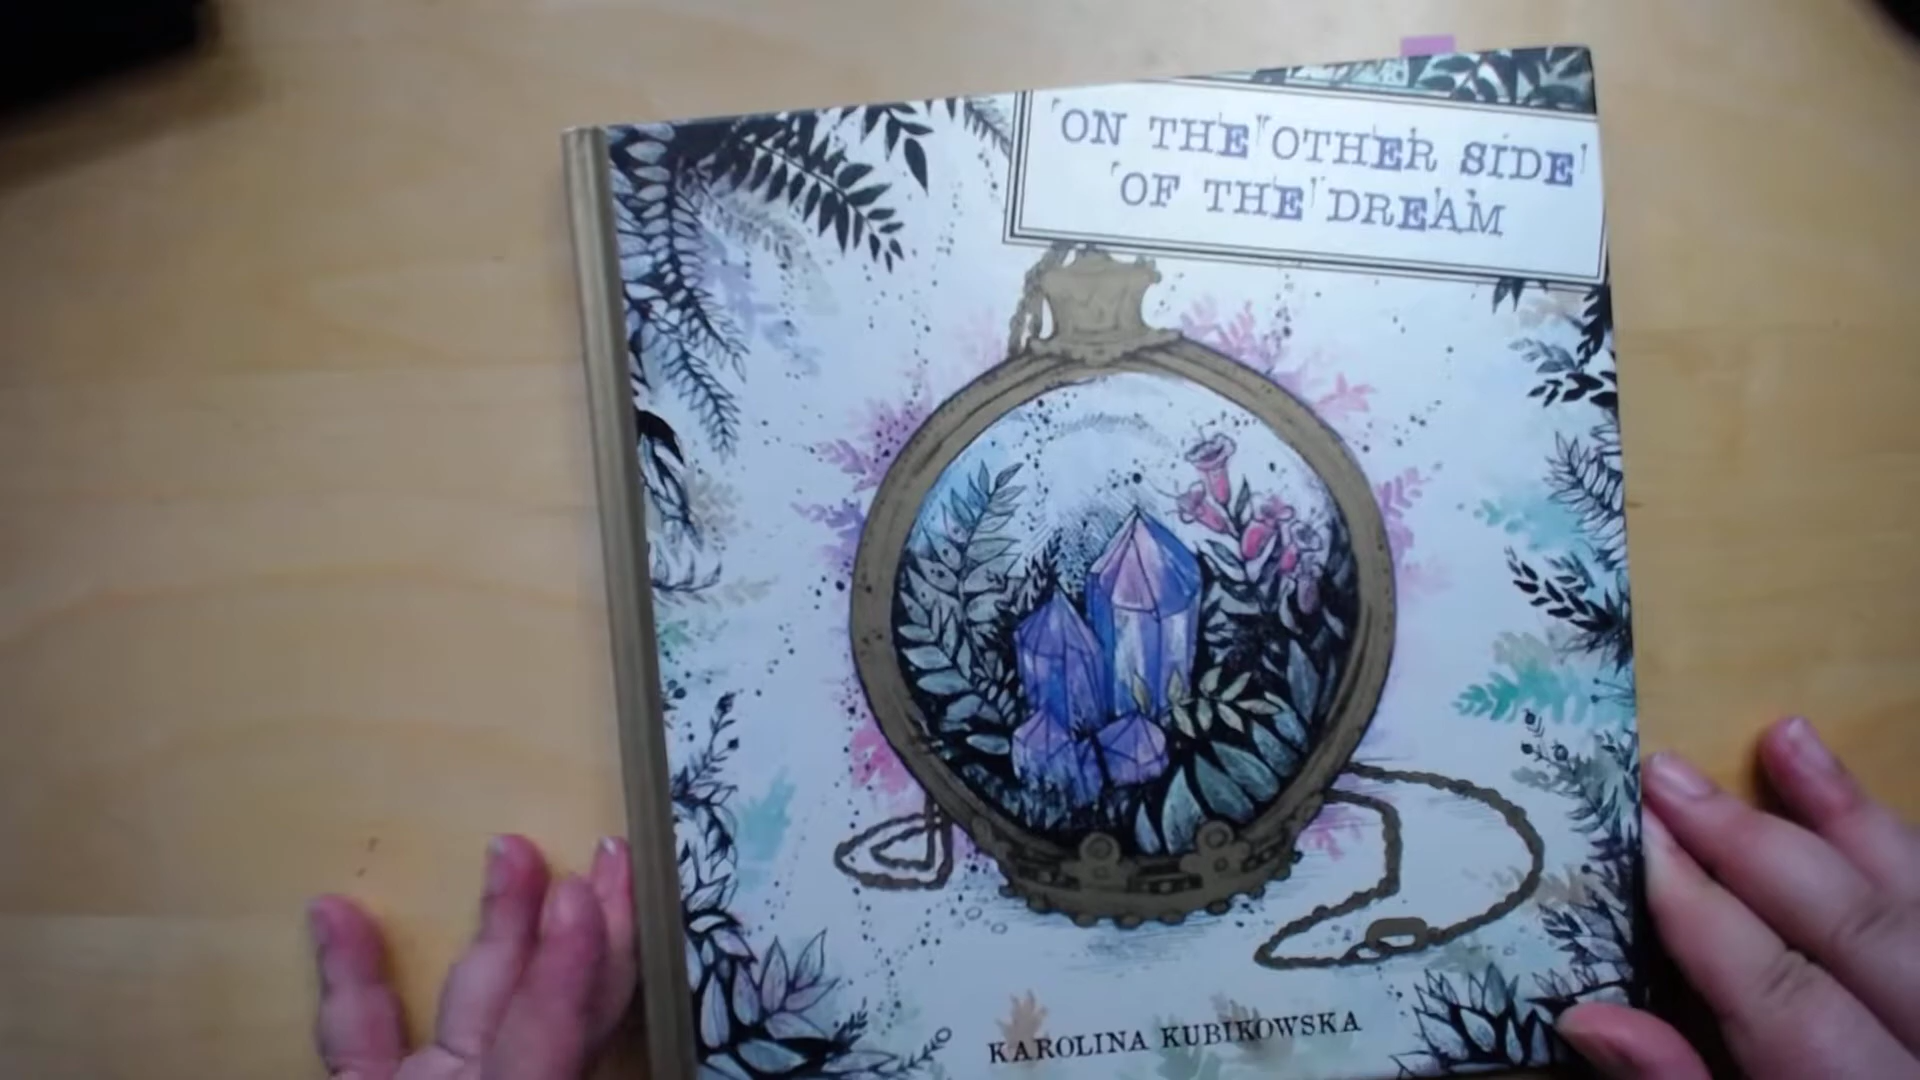 ON THE OTHER SIDE
OF THE DREAM
KAROLINA KUBIKOWSKA